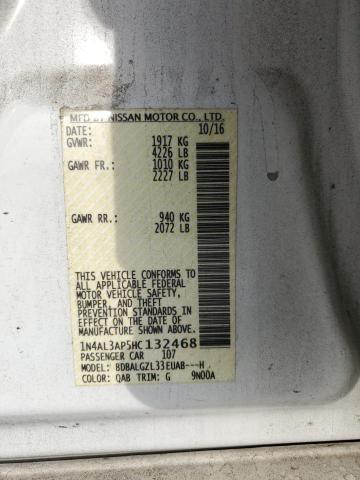 MFD BY NISSAN MOTOR CO., LTD.
DATE: 10/16
GVWR: 1917 KG
4226 LB
GAWR FR.: 1010 KG
2227 LB
GAWR RR.: 940 KG
2072 LB
THIS VEHICLE CONFORMS TO
ALL APPLICABLE FEDERAL
MOTOR VEHICLE SAFETY,
BUMPER, AND THEFT
PREVENTION STANDARDS IN
EFFECT ON THE DATE OF
MANUFACTURE SHOWN ABOVE.
1N4AL3AP5HC132468
PASSENGER CAR 107
MODEL: BDBALGZL33EUAB---H
COLOR: QAB TRIM: G 9N00A